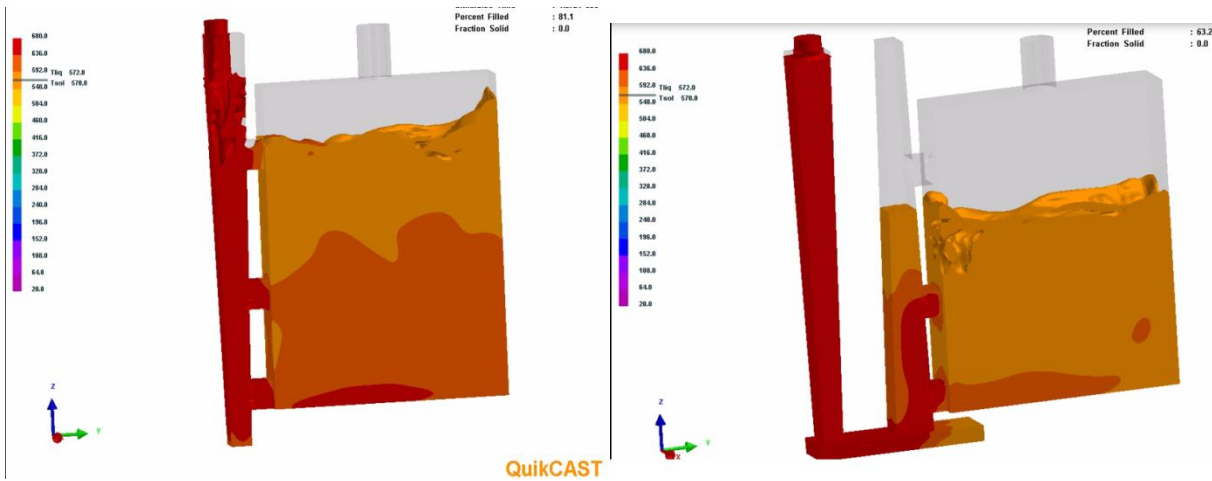 Percent Filled : 81.1
Fraction Solid : 0.0
680.0
636.0
592.0 Tliq 572.0
548.0 Tsol 570.0
504.0
460.0
416.0
372.0
328.0
284.0
240.0
196.0
152.0
108.0
64.0
20.0
Z
Y
QuikCAST
Percent Filled : 63.2
Fraction Solid : 0.0
680.0
636.0
592.0 Tliq 572.0
548.0 Tsol 570.0
504.0
460.0
416.0
372.0
328.0
284.0
240.0
196.0
152.0
108.0
64.0
20.0
Z
Y
X